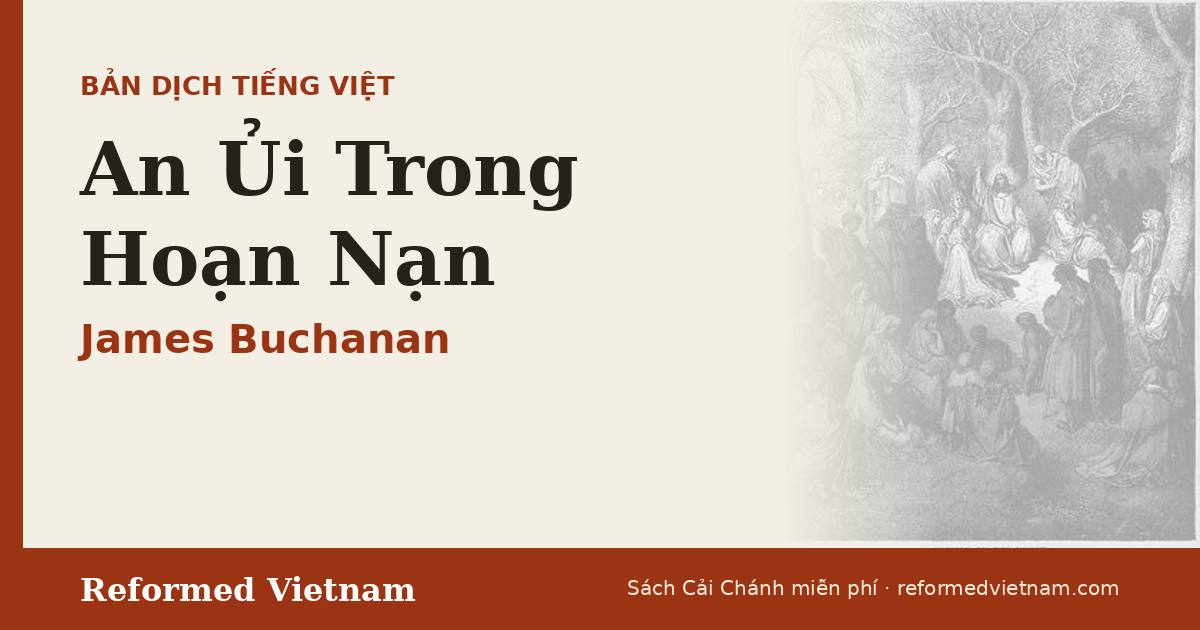 BẢN DỊCH TIẾNG VIỆT
An Ủi Trong
Hoạn Nạn
James Buchanan
Reformed Vietnam
Sách Cải Chánh miễn phí · reformedvietnam.com